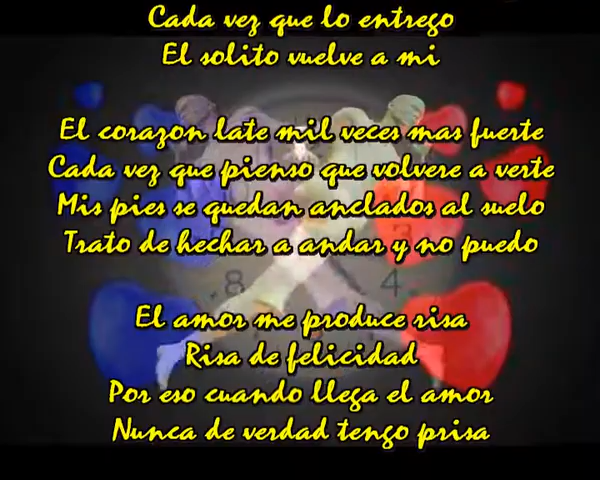 Cada vez que lo entrego
El solito vuelve a mi
El corazon late mil veces mas fuerte
Cada vez que pienso que volvere a verte
Mis pies se quedan anclados al suelo
Trato de hechar a andar y no puedo
8 4
El amor me produce risa
Risa de felicidad
Por eso cuando llega el amor
Nunca de verdad tengo prisa